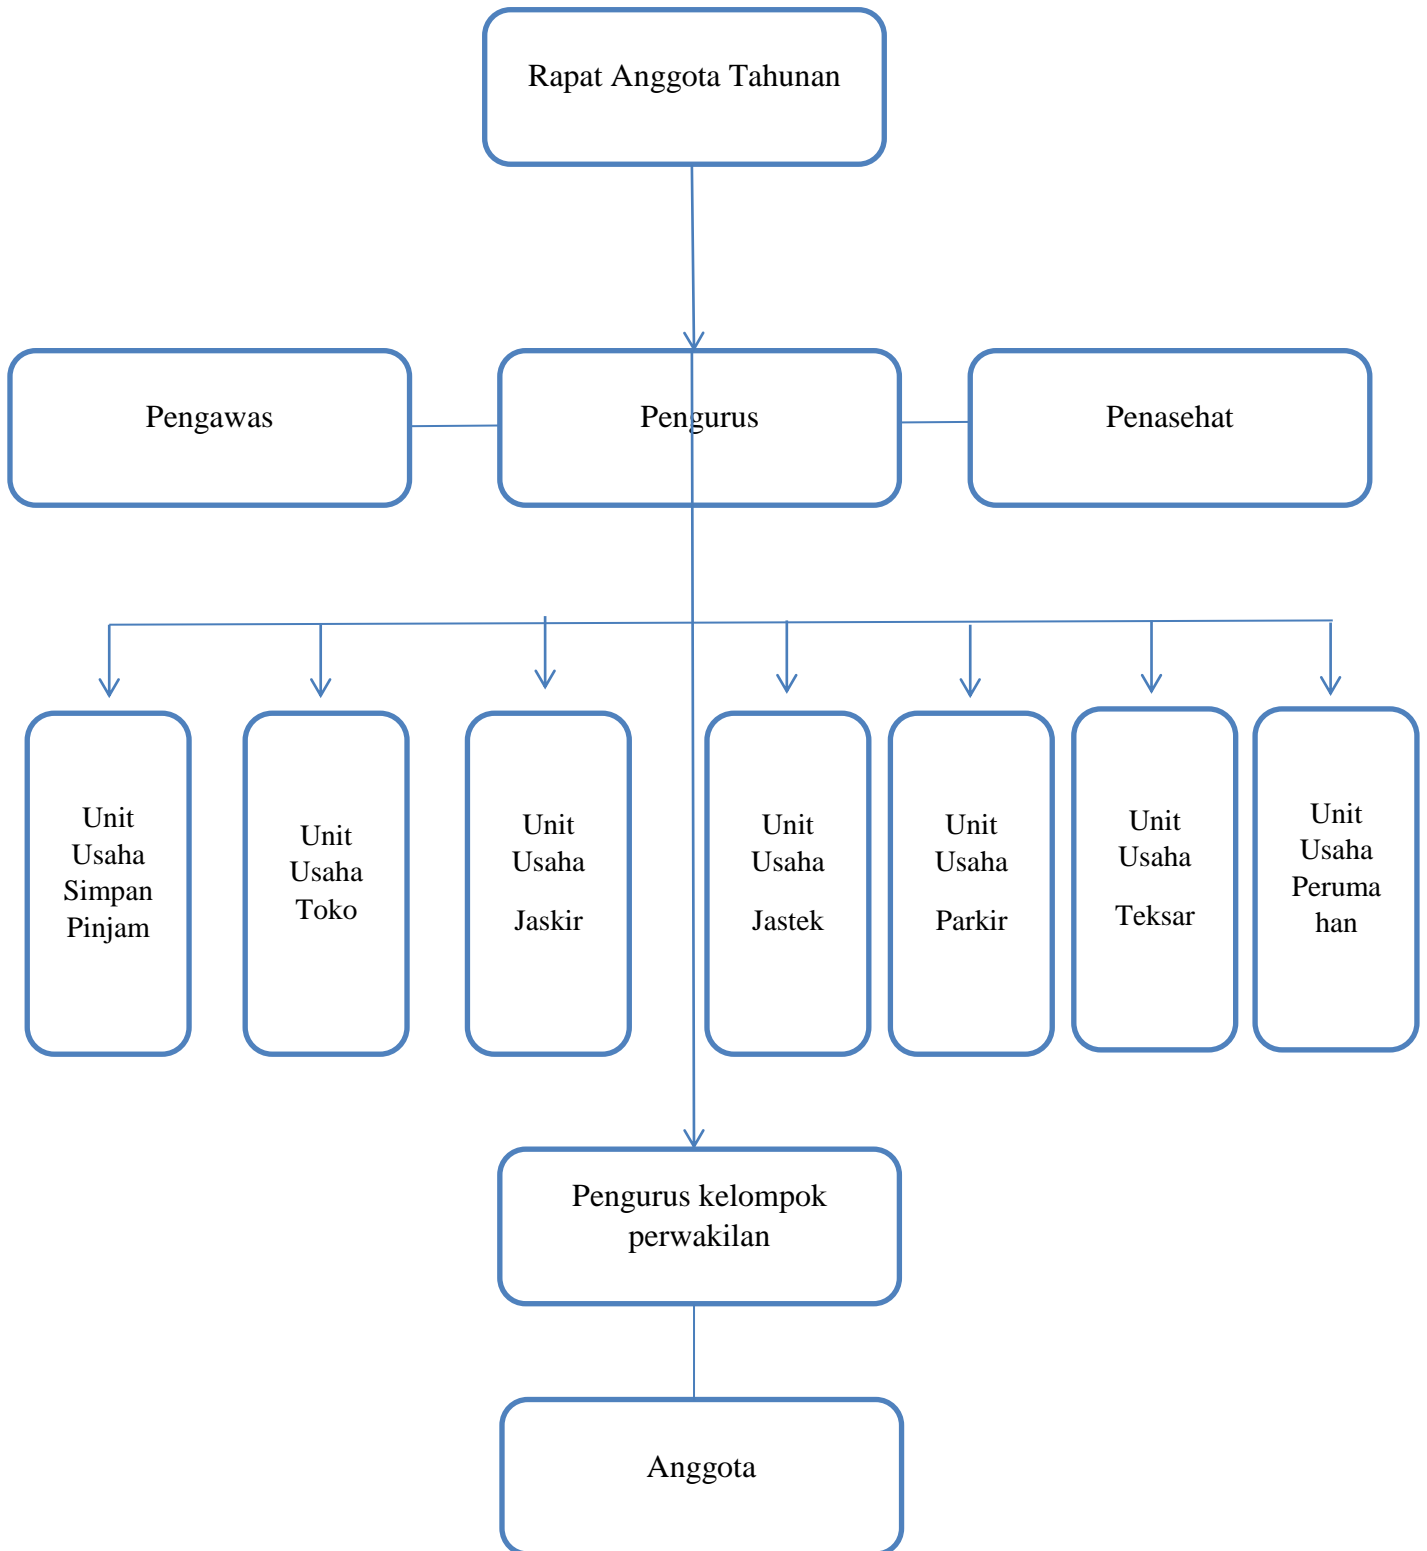 Rapat Anggota Tahunan
Pengawas
Pengurus
Penasehat
Unit
Usaha
Simpan
Pinjam
Unit
Usaha
Toko
Unit
Usaha
Jaskir
Unit
Usaha
Jastek
Unit
Usaha
Parkir
Unit
Usaha
Teksar
Unit
Usaha
Peruma
han
Pengurus kelompok
perwakilan
Anggota